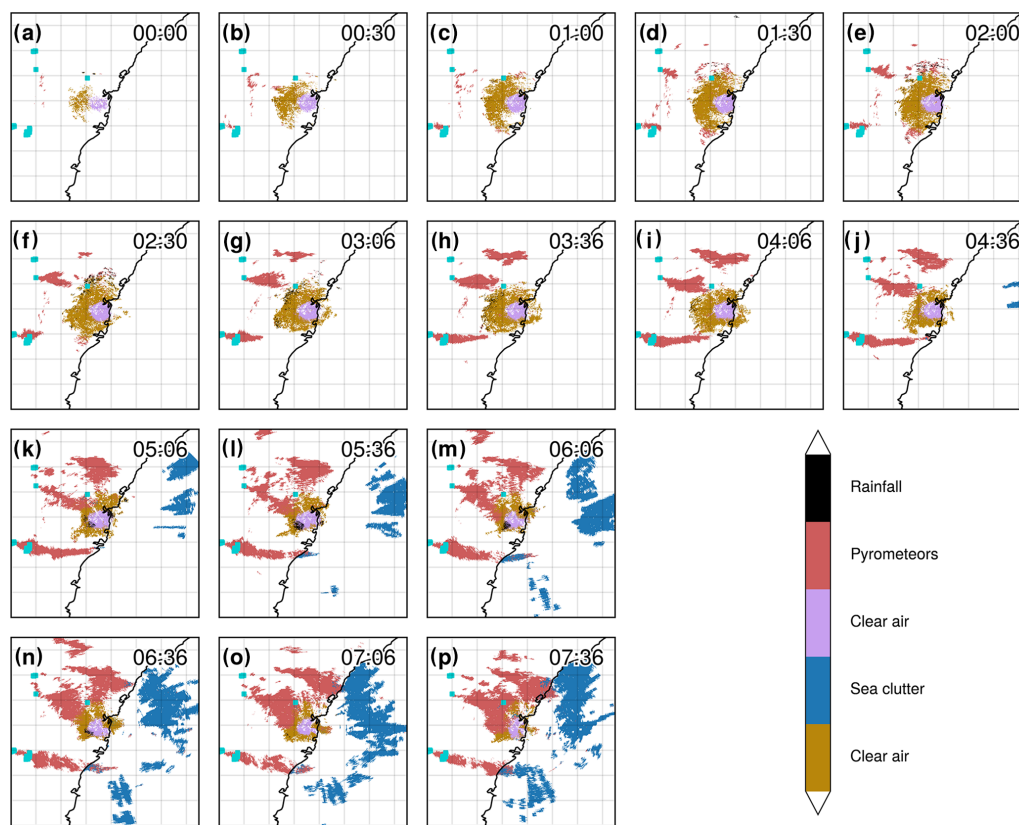 (a) 00:00
(b) 00:30
(c) 01:00
(d) 01:30
(e) 02:00
(f) 02:30
(g) 03:06
(h) 03:36
(i) 04:06
(j) 04:36
(k) 05:06
(l) 05:36
(m) 06:06
Rainfall
Pyrometeors
Clear air
Sea clutter
Clear air
(n) 06:36
(o) 07:06
(p) 07:36